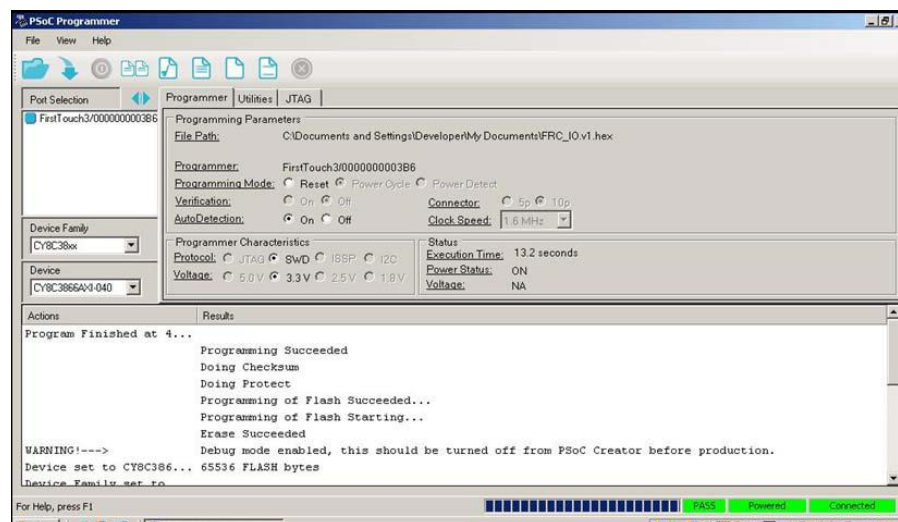 PSoC Programmer
File View Help
Port Selection
FirstTouch3/0000000003B6
Device Family
CY8C38xx
Device
CY8C3866AXI-040
Programmer Utilities JTAG
Programming Parameters
File Path: C:\Documents and Settings\Developer\My Documents\FRC_IO.v1.hex
Programmer: FirstTouch3/0000000003B6
Programming Mode: Reset Power Cycle Power Detect
Verification: On Off Connector: 5p 10p
AutoDetection: On Off Clock Speed: 1.6 MHz
Programmer Characteristics
Protocol: JTAG SWD ISSP I2C
Voltage: 5.0 V 3.3 V 2.5 V 1.8 V
Status
Execution Time: 13.2 seconds
Power Status: ON
Voltage: NA
Actions Results
Program Finished at 4...
Programming Succeeded
Doing Checksum
Doing Protect
Programming of Flash Succeeded...
Programming of Flash Starting...
Erase Succeeded
WARNING!---> Debug mode enabled, this should be turned off from PSoC Creator before production.
Device set to CY8C386... 65536 FLASH bytes
Device Family set to
For Help, press F1 PASS Powered Connected